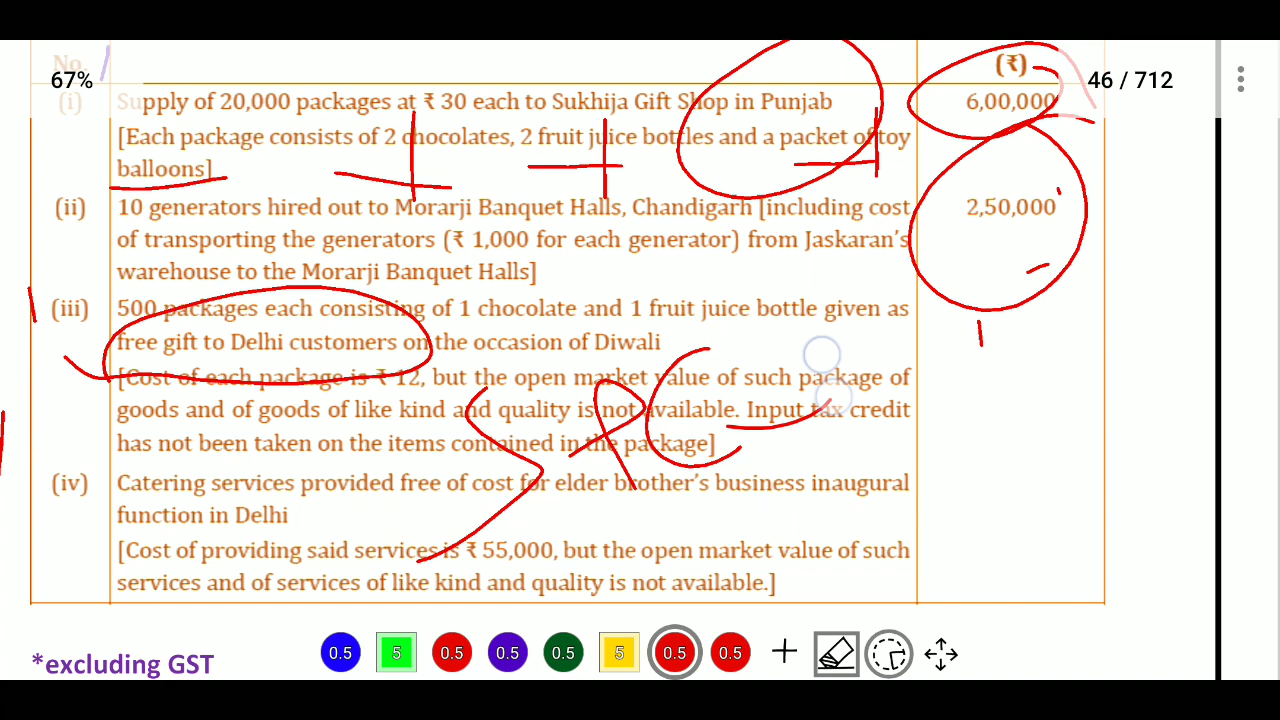 No. (₹)
67% 46 / 712
(i) Supply of 20,000 packages at ₹ 30 each to Sukhija Gift Shop in Punjab 6,00,000
[Each package consists of 2 chocolates, 2 fruit juice bottles and a packet of toy
balloons]
(ii) 10 generators hired out to Morarji Banquet Halls, Chandigarh [including cost 2,50,000
of transporting the generators (₹ 1,000 for each generator) from Jaskaran's
warehouse to the Morarji Banquet Halls]
(iii) 500 packages each consisting of 1 chocolate and 1 fruit juice bottle given as
free gift to Delhi customers on the occasion of Diwali
[Cost of each package is ₹ 12, but the open market value of such package of
goods and of goods of like kind and quality is not available. Input tax credit
has not been taken on the items contained in the package]
(iv) Catering services provided free of cost for elder brother's business inaugural
function in Delhi
[Cost of providing said services is ₹ 55,000, but the open market value of such
services and of services of like kind and quality is not available.]
0.5 5 0.5 0.5 0.5 5 0.5 0.5
*excluding GST